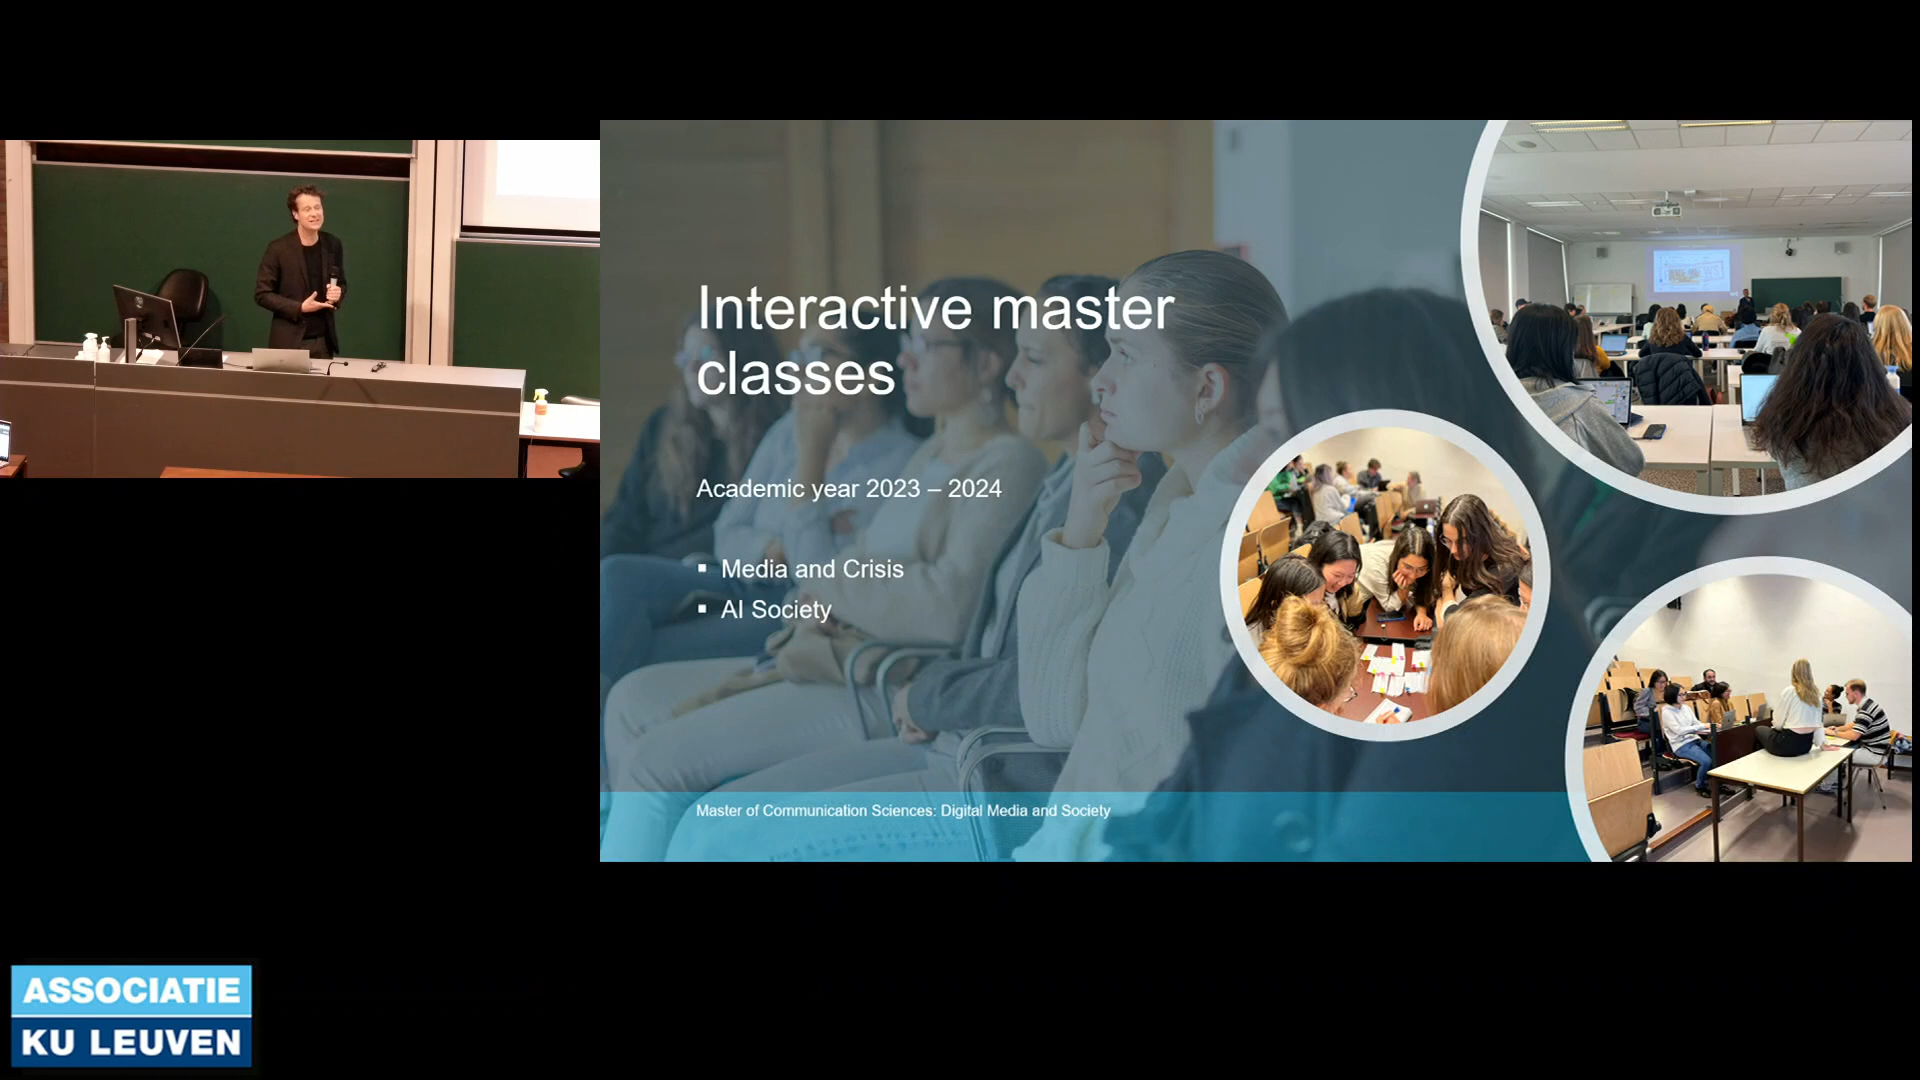 Interactive master
classes
Academic year 2023 – 2024
▪ Media and Crisis
▪ AI Society
Master of Communication Sciences: Digital Media and Society
ASSOCIATIE
KU LEUVEN